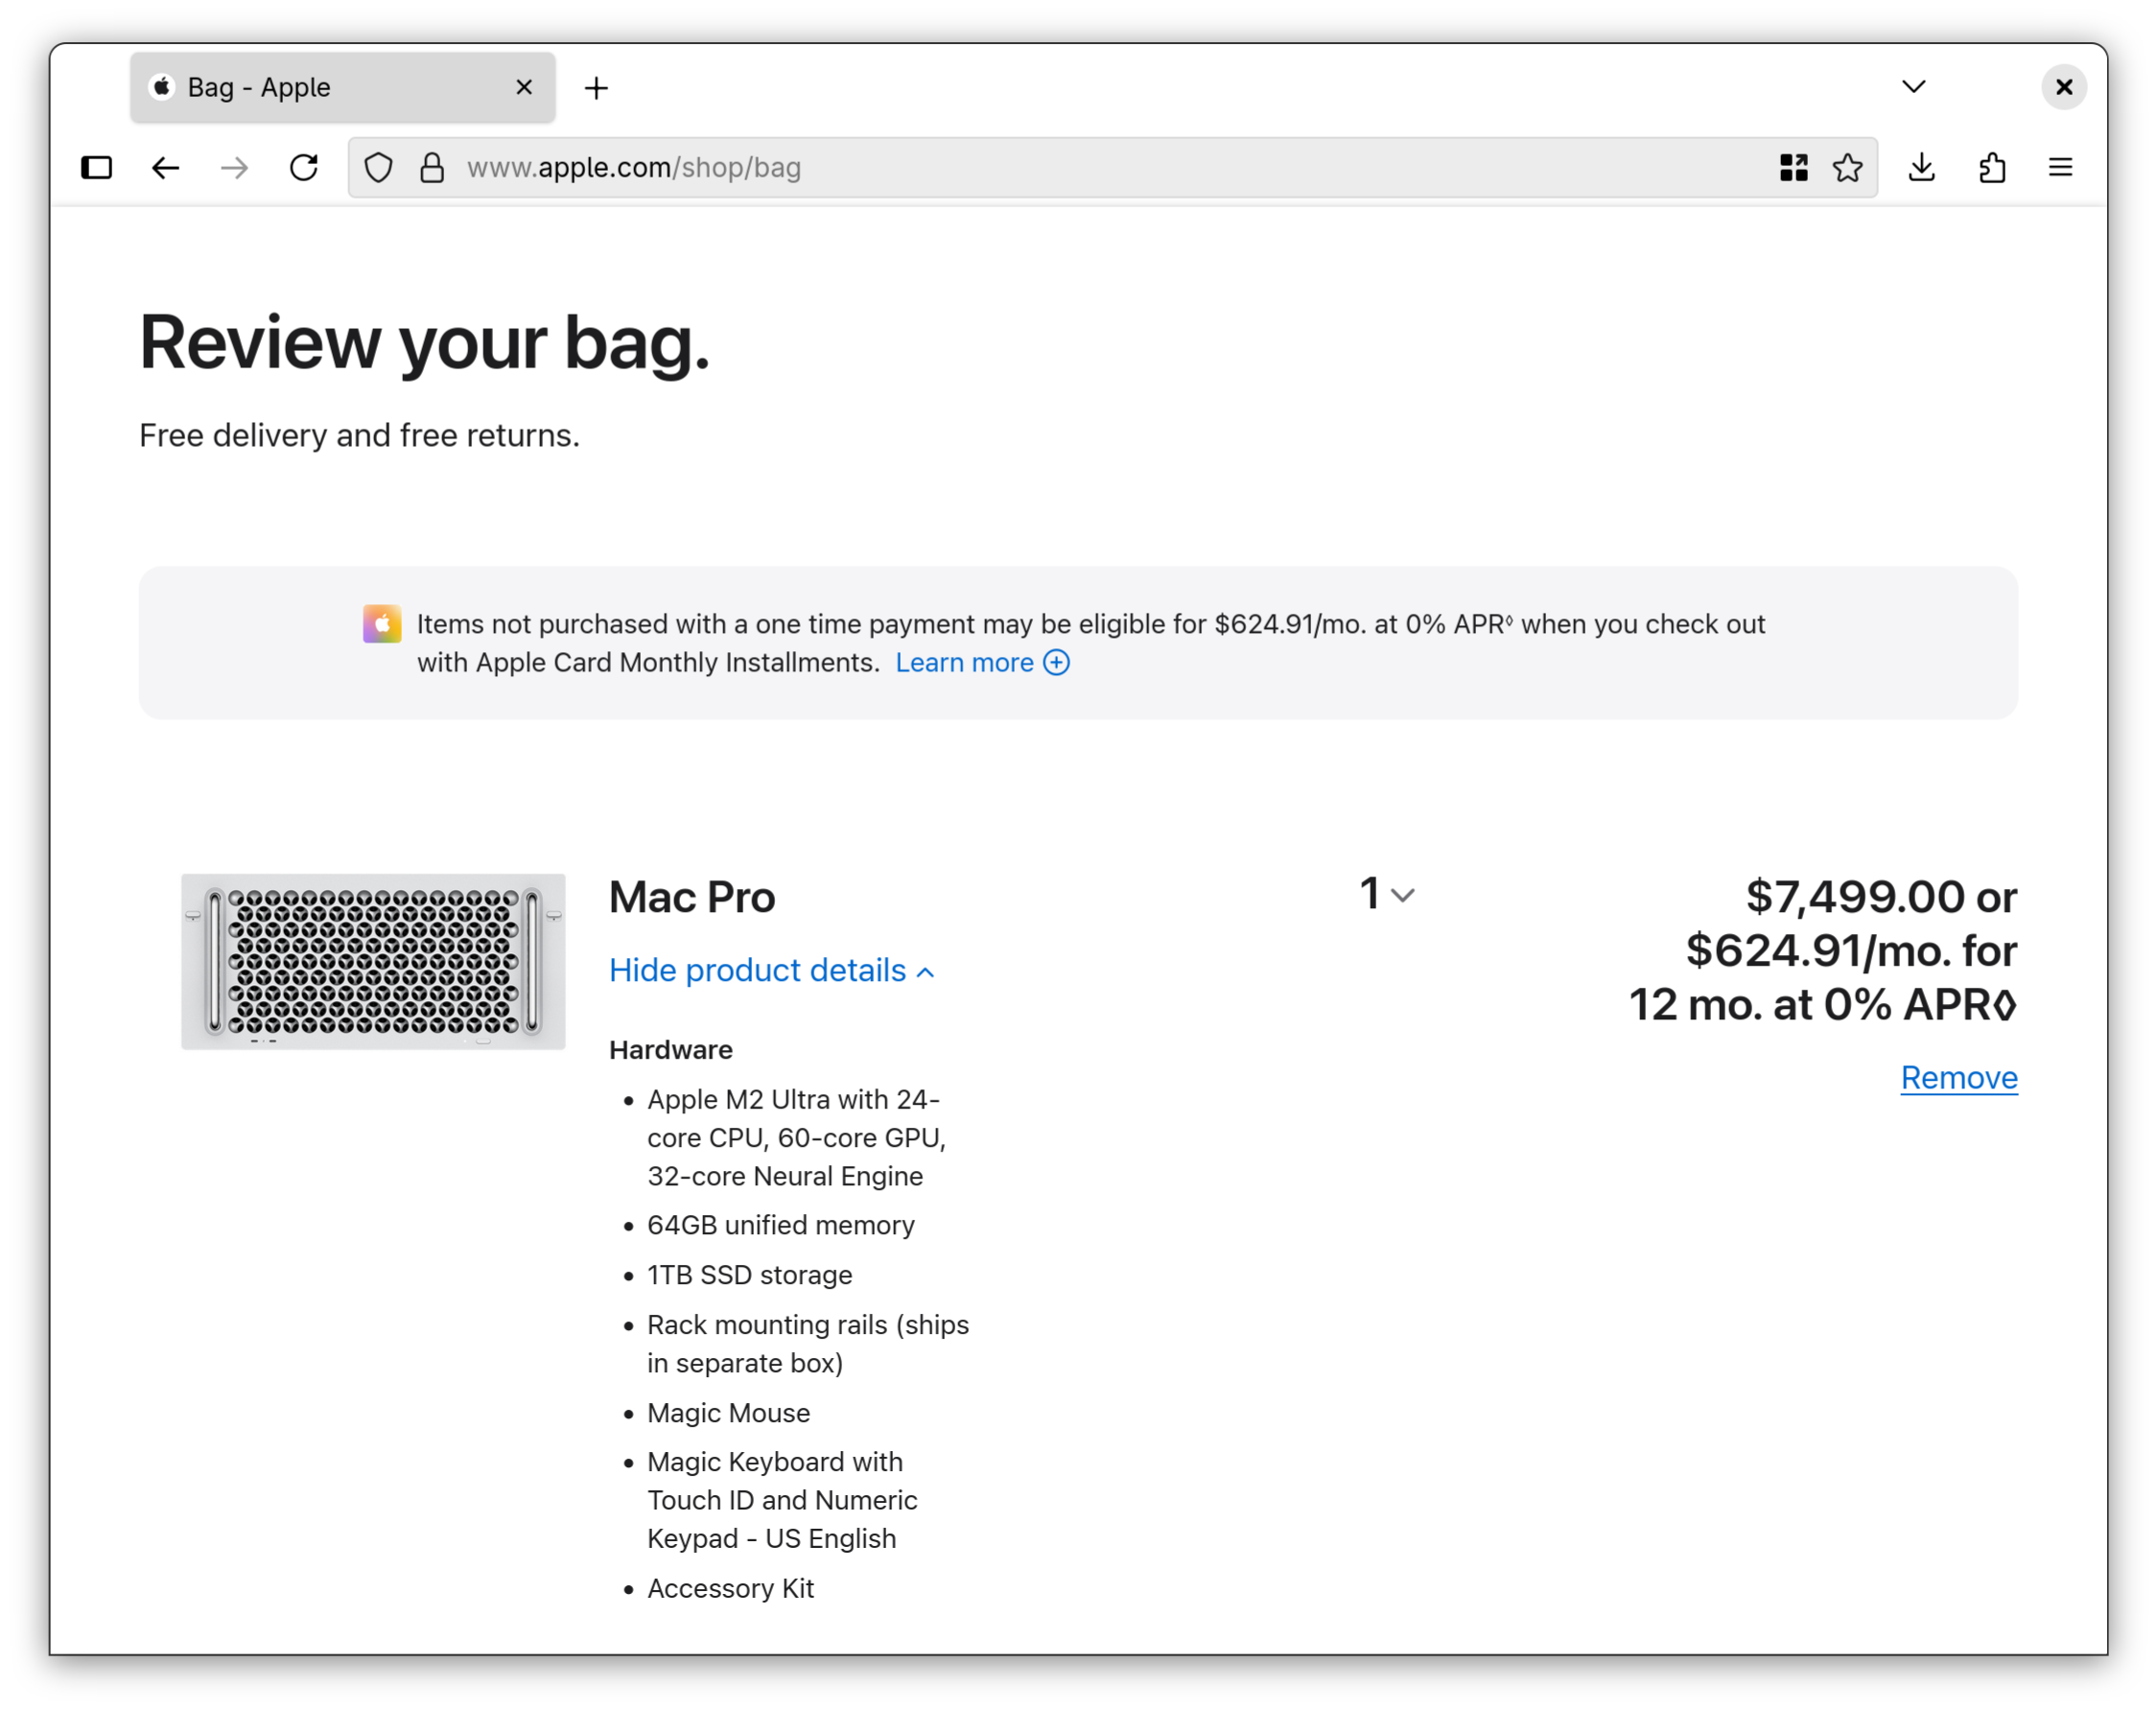 Bag - Apple
www.apple.com/shop/bag
Review your bag.
Free delivery and free returns.
Items not purchased with a one time payment may be eligible for $624.91/mo. at 0% APR◊ when you check out
with Apple Card Monthly Installments. Learn more
Mac Pro
1
$7,499.00 or
$624.91/mo. for
12 mo. at 0% APR◊
Hide product details
Remove
Hardware
• Apple M2 Ultra with 24-
core CPU, 60-core GPU,
32-core Neural Engine
• 64GB unified memory
• 1TB SSD storage
• Rack mounting rails (ships
in separate box)
• Magic Mouse
• Magic Keyboard with
Touch ID and Numeric
Keypad - US English
• Accessory Kit